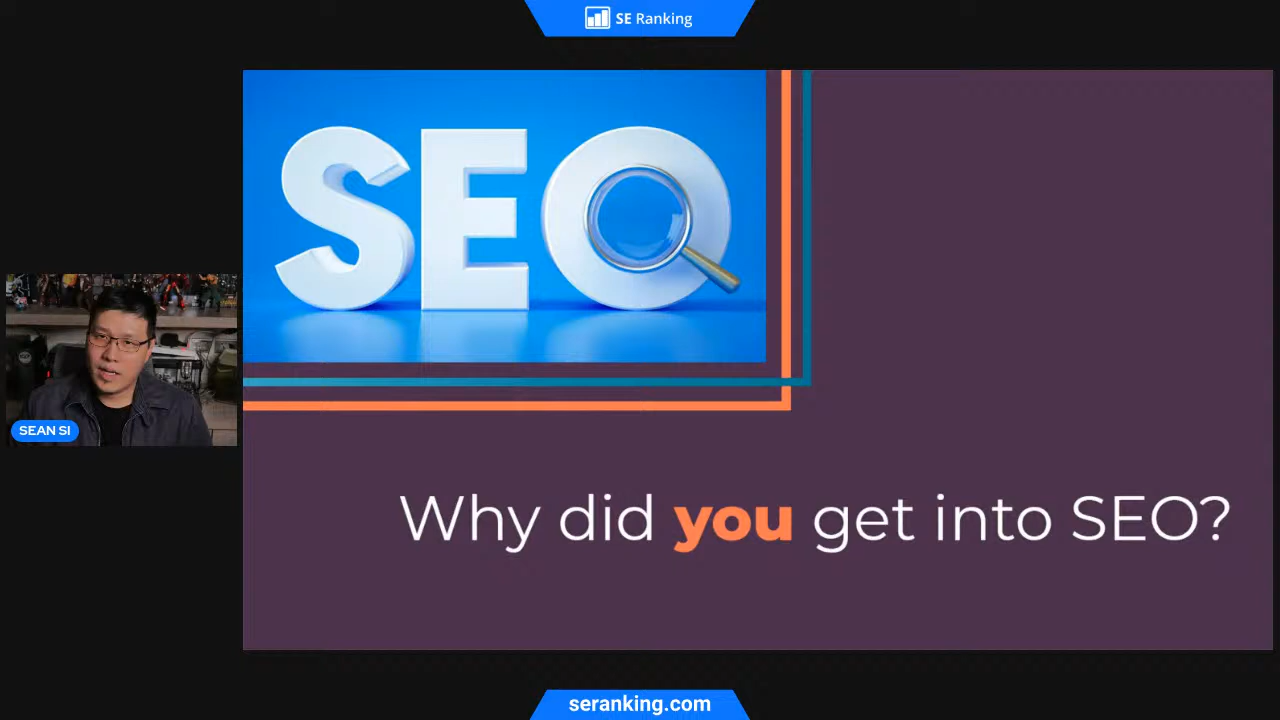 SE Ranking
SEO
SEAN SI
Why did you get into SEO?
seranking.com